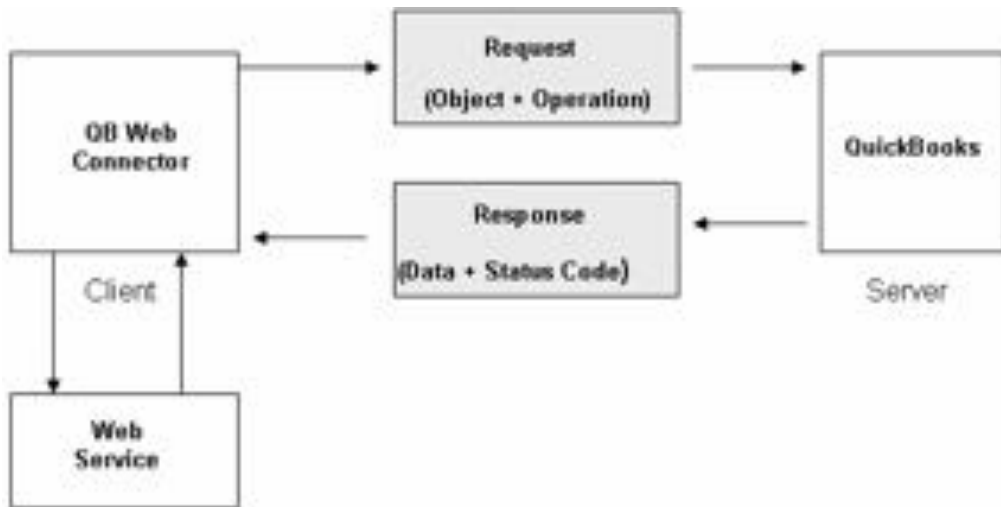 Request
(Object + Operation)
QB Web
Connector
QuickBooks
Response
(Data + Status Code)
Client
Server
Web
Service